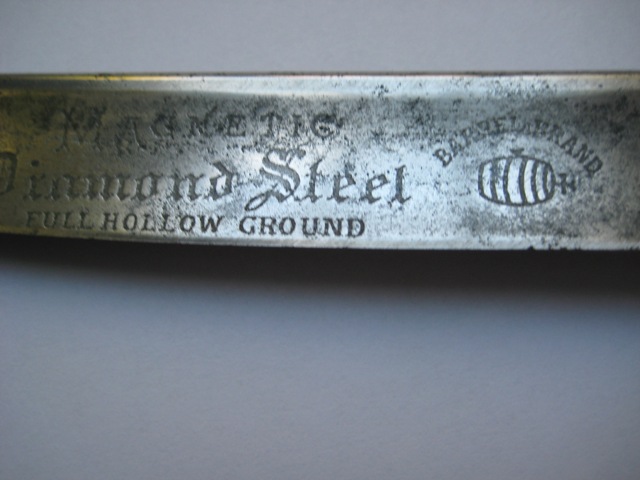 MAGNETIC
Diamond Steel
FULL HOLLOW GROUND
BARREL BRAND
H